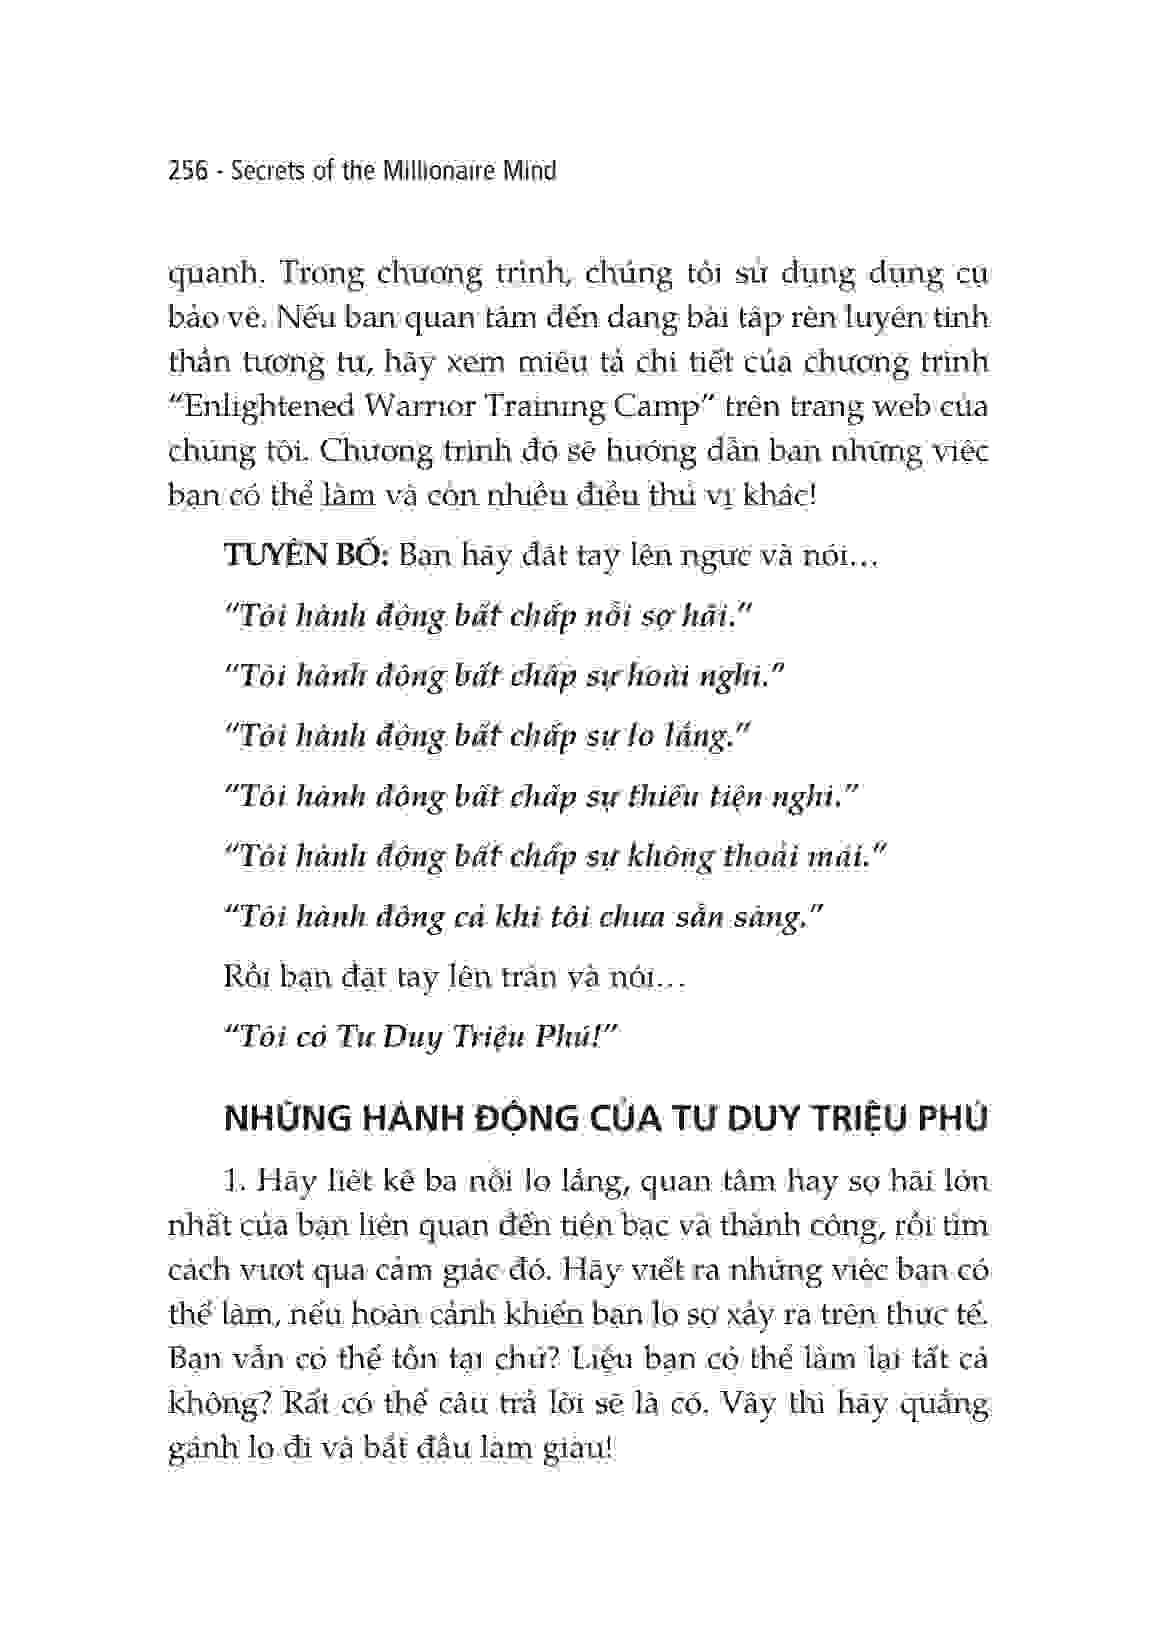 256 - Secrets of the Millionaire Mind
quanh. Trong chương trình, chúng tôi sử dụng dụng cụ
bảo vệ. Nếu bạn quan tâm đến dạng bài tập rèn luyện tinh
thần tương tự, hãy xem miêu tả chi tiết của chương trình
“Enlightened Warrior Training Camp” trên trang web của
chúng tôi. Chương trình đó sẽ hướng dẫn bạn những việc
bạn có thể làm và còn nhiều điều thú vị khác!
TUYÊN BỐ: Bạn hãy đặt tay lên ngực và nói…
“Tôi hành động bất chấp nỗi sợ hãi.”
“Tôi hành động bất chấp sự hoài nghi.”
“Tôi hành động bất chấp sự lo lắng.”
“Tôi hành động bất chấp sự thiếu tiện nghi.”
“Tôi hành động bất chấp sự không thoải mái.”
“Tôi hành động cả khi tôi chưa sẵn sàng.”
Rồi bạn đặt tay lên trán và nói…
“Tôi có Tư Duy Triệu Phú!”
NHỮNG HÀNH ĐỘNG CỦA TƯ DUY TRIỆU PHÚ
1. Hãy liệt kê ba nỗi lo lắng, quan tâm hay sợ hãi lớn
nhất của bạn liên quan đến tiền bạc và thành công, rồi tìm
cách vượt qua cảm giác đó. Hãy viết ra những việc bạn có
thể làm, nếu hoàn cảnh khiến bạn lo sợ xảy ra trên thực tế.
Bạn vẫn có thể tồn tại chứ? Liệu bạn có thể làm lại tất cả
không? Rất có thể câu trả lời sẽ là có. Vậy thì hãy quẳng
gánh lo đi và bắt đầu làm giàu!